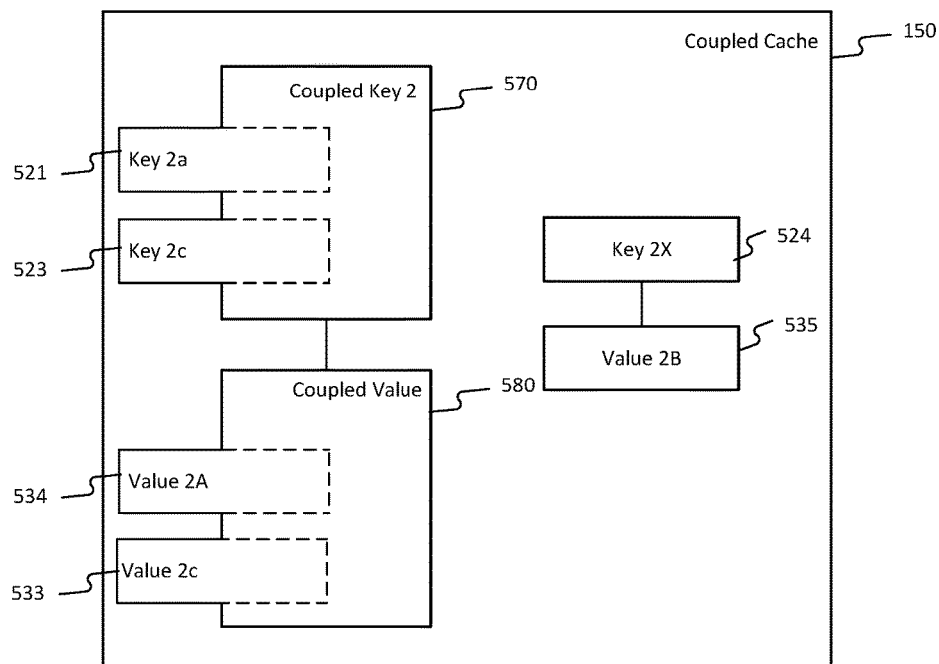 Coupled Cache
150
Coupled Key 2
570
Key 2a
521
Key 2c
523
Key 2X
524
Value 2B
535
Coupled Value
580
Value 2A
534
Value 2c
533